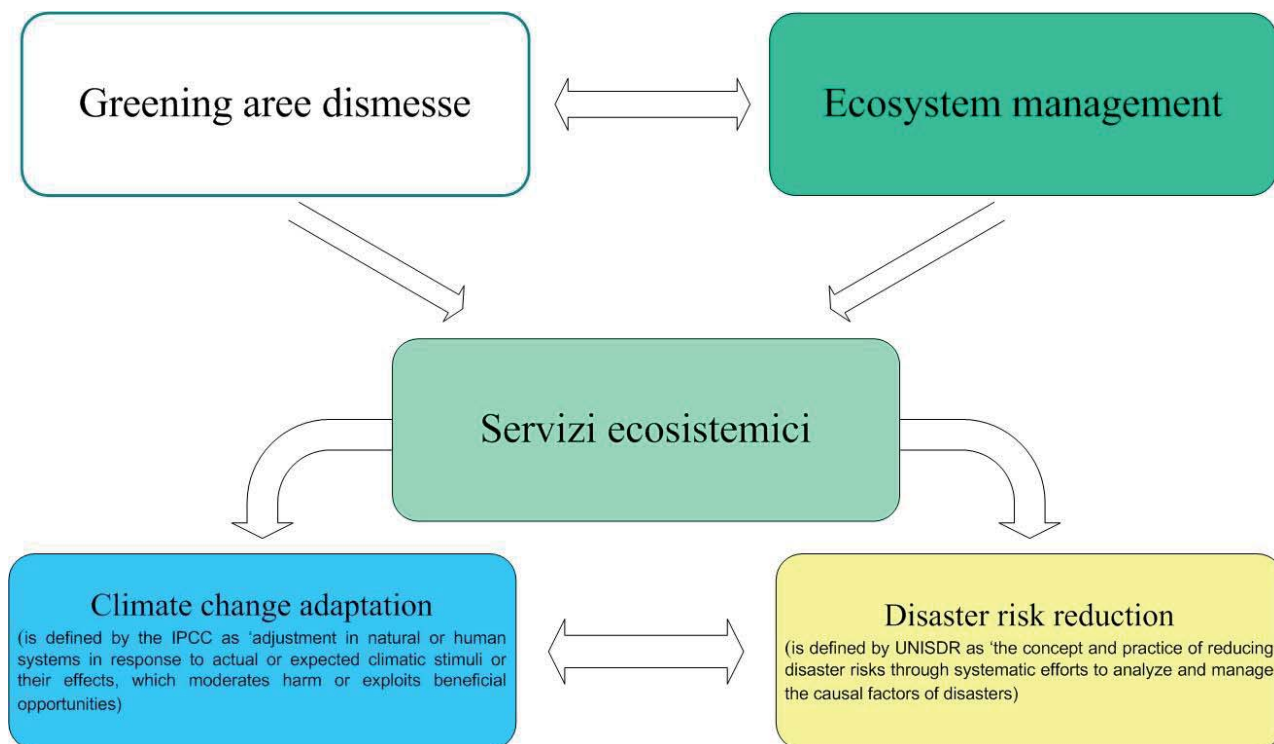 Greening aree dismesse
Ecosystem management
Servizi ecosistemici
Climate change adaptation
(is defined by the IPCC as ‘adjustment in natural or human
systems in response to actual or expected climatic stimuli or
their effects, which moderates harm or exploits beneficial
opportunities)
Disaster risk reduction
(is defined by UNISDR as ‘the concept and practice of reducing
disaster risks through systematic efforts to analyze and manage
the causal factors of disasters)